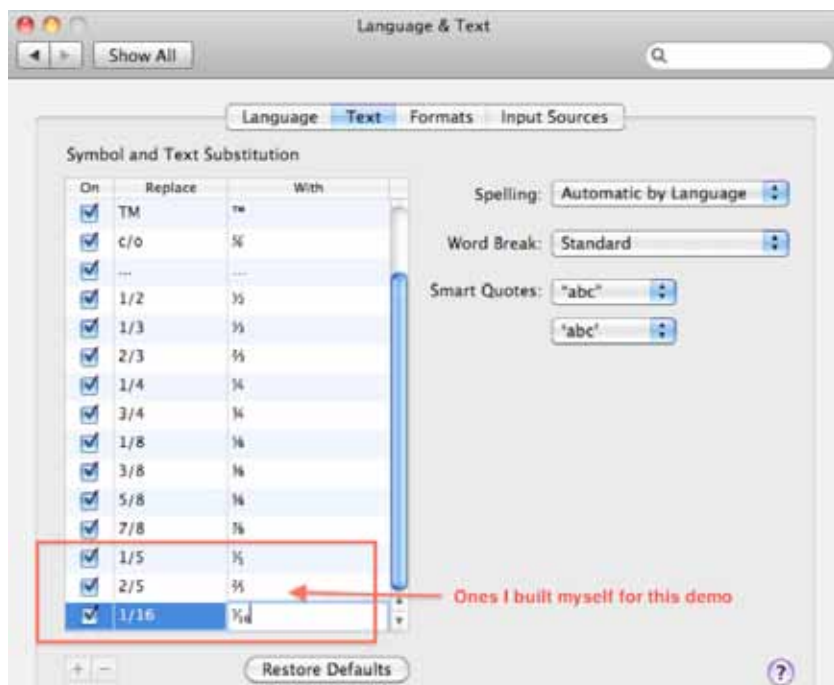 Language & Text
Show All
Language Text Formats Input Sources
Symbol and Text Substitution
On Replace With
TM ™
c/o ℅
... …
1/2 ½
1/3 ⅓
2/3 ⅔
1/4 ¼
3/4 ¾
1/8 ⅛
3/8 ⅜
5/8 ⅝
7/8 ⅞
1/5 ⅕
2/5 ⅖
1/16 ⅟₁₆
Spelling: Automatic by Language
Word Break: Standard
Smart Quotes: "abc"
'abc'
Ones I built myself for this demo
+ −
Restore Defaults
?